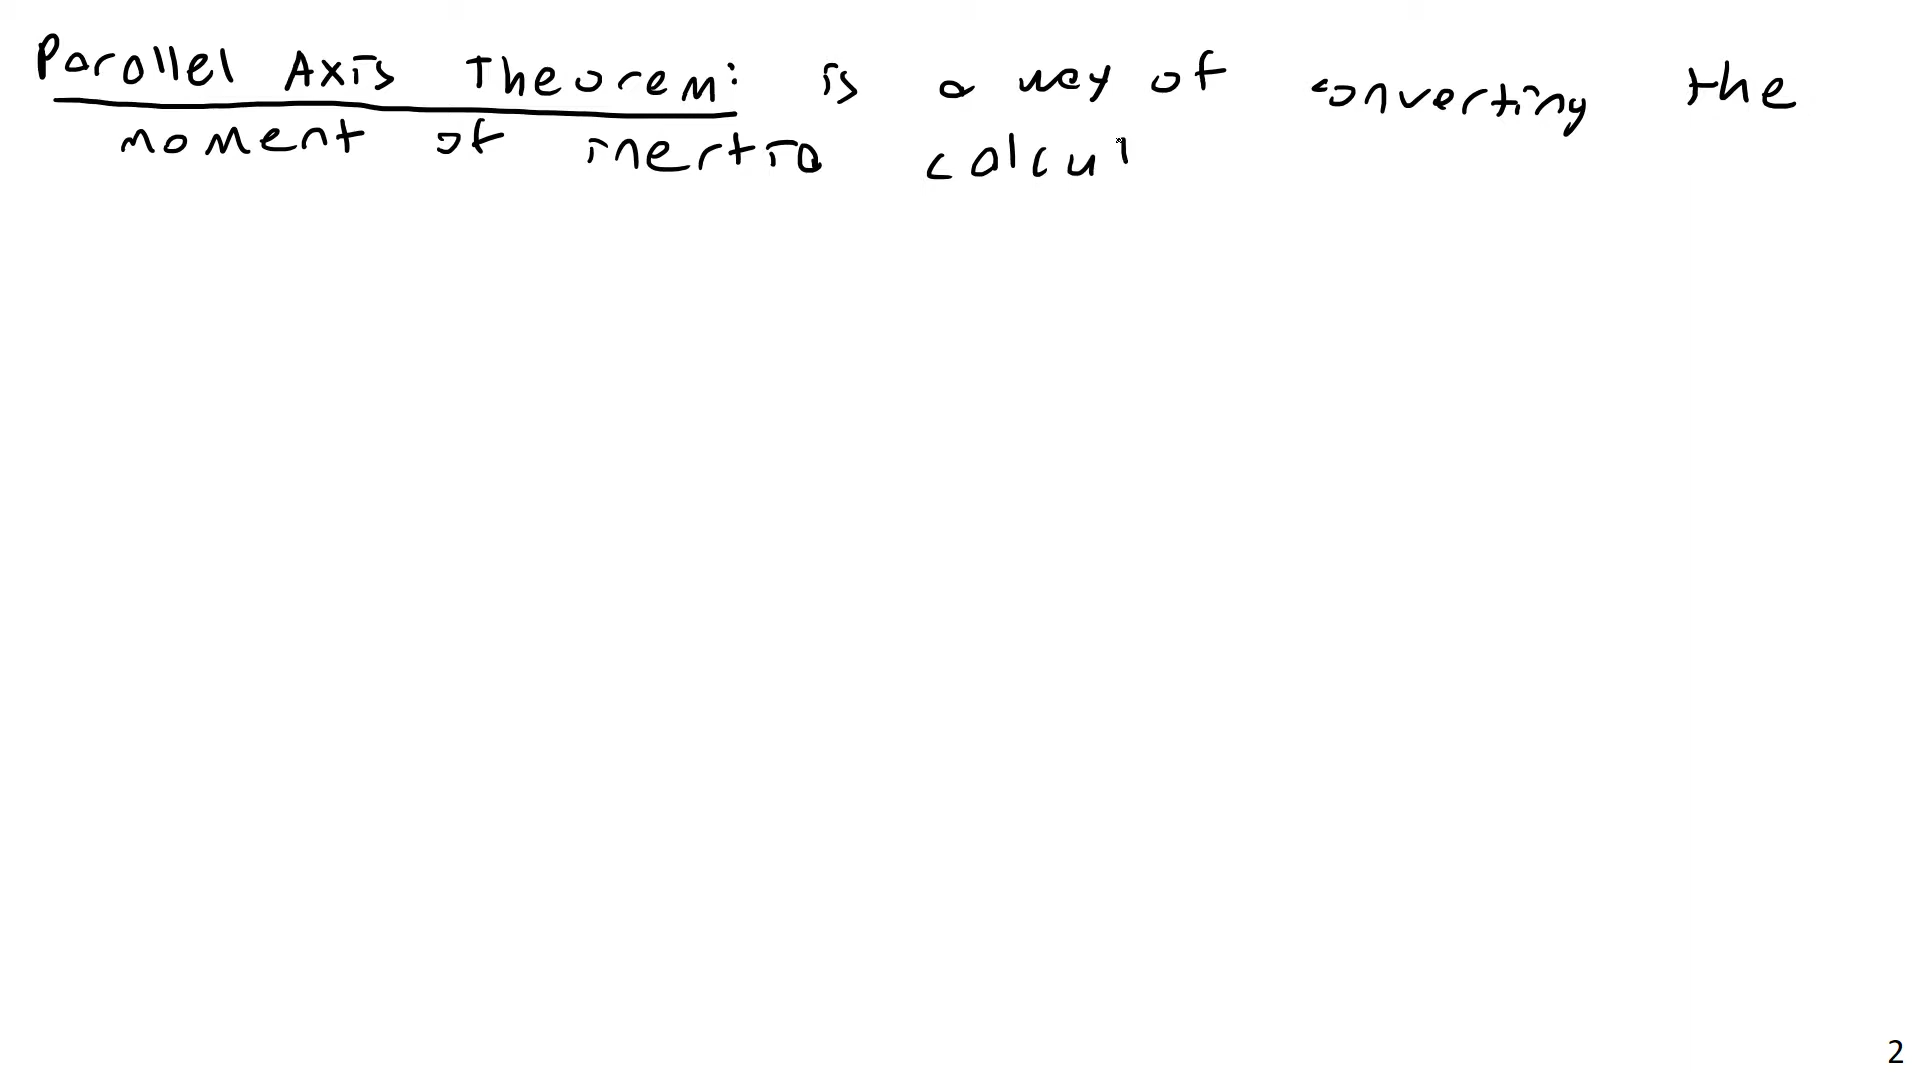 Parallel Axis Theorem: is a way of converting the
moment of inertia calcul
2